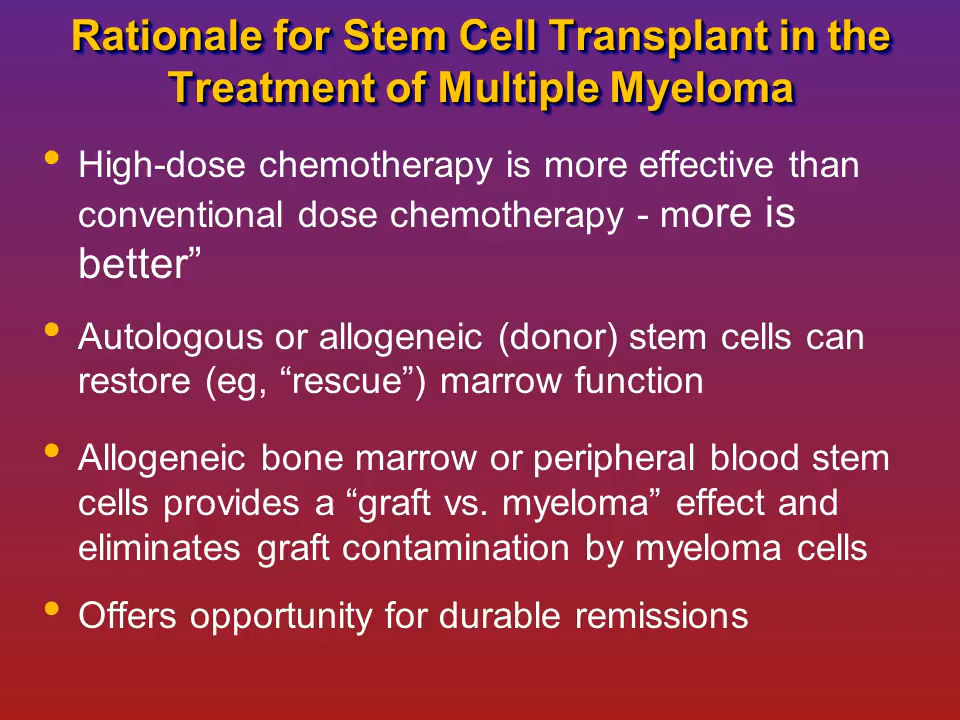 Rationale for Stem Cell Transplant in the
Treatment of Multiple Myeloma
• High-dose chemotherapy is more effective than
conventional dose chemotherapy - more is
better”
• Autologous or allogeneic (donor) stem cells can
restore (eg, “rescue”) marrow function
• Allogeneic bone marrow or peripheral blood stem
cells provides a “graft vs. myeloma” effect and
eliminates graft contamination by myeloma cells
• Offers opportunity for durable remissions